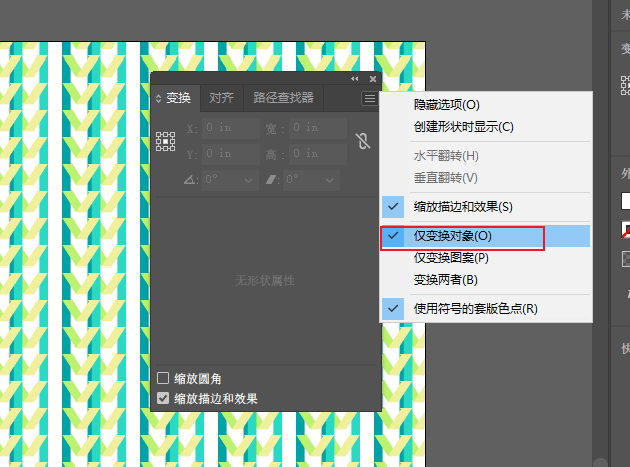 变换
对齐
路径查找器
X: 0 in
宽: 0 in
Y: 0 in
高: 0 in
0°
0°
无形状属性
缩放圆角
缩放描边和效果
隐藏选项(O)
创建形状时显示(C)
水平翻转(H)
垂直翻转(V)
缩放描边和效果(S)
仅变换对象(O)
仅变换图案(P)
变换两者(B)
使用符号的套版色点(R)
未
变
外
快